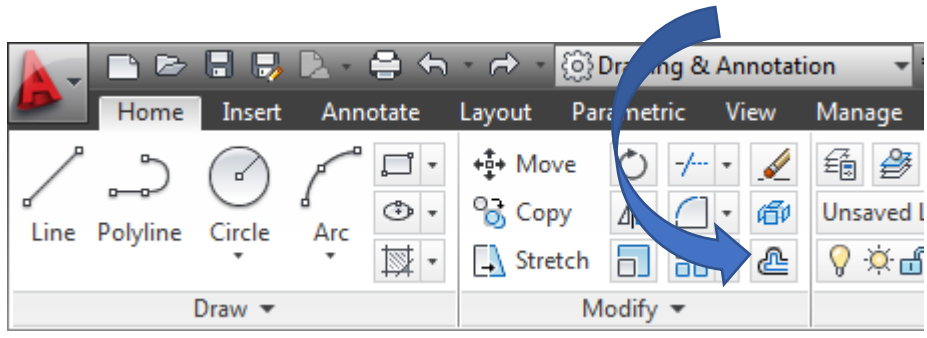 Drawing & Annotation
Home Insert Annotate Layout Parametric View Manage
Move
Copy Unsaved
Line Polyline Circle Arc
Stretch
Draw Modify